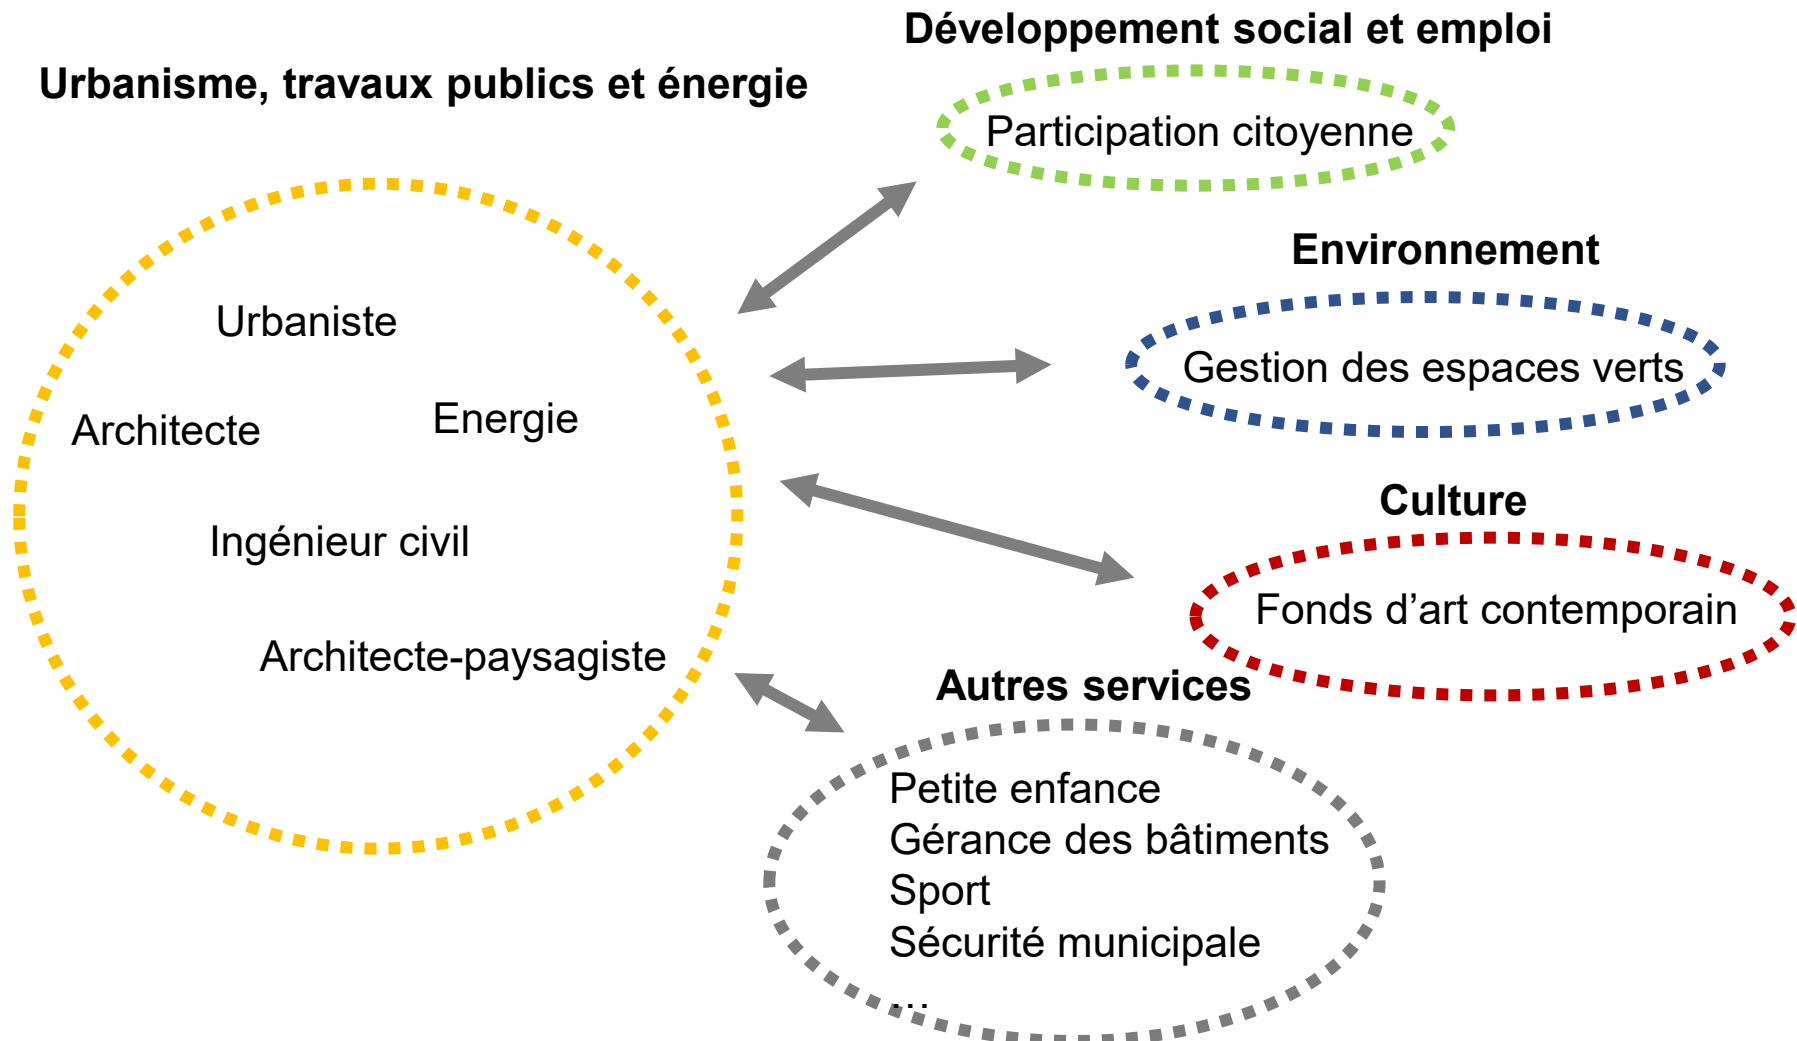 Développement social et emploi
Urbanisme, travaux publics et énergie
Participation citoyenne
Environnement
Urbaniste
Gestion des espaces verts
Architecte
Energie
Culture
Ingénieur civil
Fonds d’art contemporain
Architecte-paysagiste
Autres services
Petite enfance
Gérance des bâtiments
Sport
Sécurité municipale
...